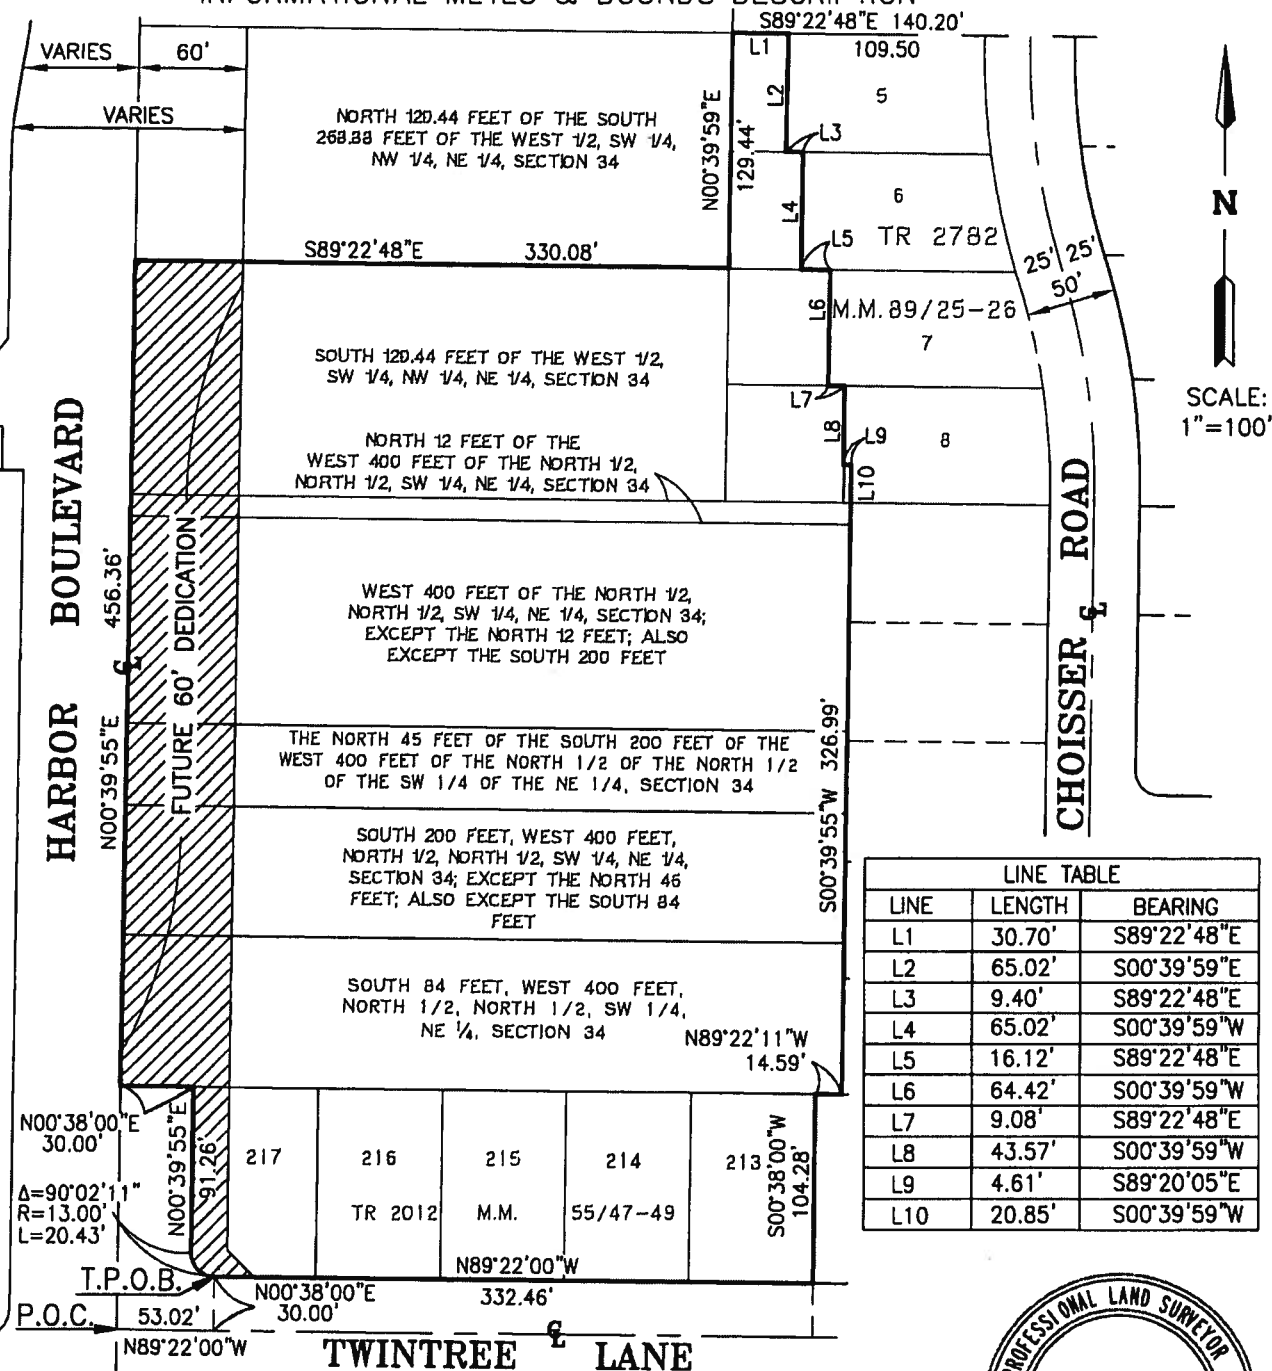 INFORMATIONAL METES & BOUNDS DESCRIPTION
S89°22'48"E 140.20'
VARIES
60'
L1
109.50
VARIES
NORTH 120.44 FEET OF THE SOUTH
268.88 FEET OF THE WEST 1/2, SW 1/4,
NW 1/4, NE 1/4, SECTION 34
N00°39'59"E
129.44'
L2
5
L3
L4
6
L5
TR 2782
N
S89°22'48"E
330.08'
25'
25'
50'
L6
M.M. 89/25-26
7
SOUTH 120.44 FEET OF THE WEST 1/2,
SW 1/4, NW 1/4, NE 1/4, SECTION 34
L7
SCALE:
1"=100'
NORTH 12 FEET OF THE
WEST 400 FEET OF THE NORTH 1/2,
NORTH 1/2, SW 1/4, NE 1/4, SECTION 34
L8
L9
8
L10
HARBOR BOULEVARD
N00°39'55"E 456.36'
FUTURE 60' DEDICATION
CHOISSER ROAD
WEST 400 FEET OF THE NORTH 1/2,
NORTH 1/2, SW 1/4, NE 1/4, SECTION 34;
EXCEPT THE NORTH 12 FEET; ALSO
EXCEPT THE SOUTH 200 FEET
THE NORTH 45 FEET OF THE SOUTH 200 FEET OF THE
WEST 400 FEET OF THE NORTH 1/2 OF THE NORTH 1/2
OF THE SW 1/4 OF THE NE 1/4, SECTION 34
S00°39'55"W 326.99'
SOUTH 200 FEET, WEST 400 FEET,
NORTH 1/2, NORTH 1/2, SW 1/4, NE 1/4,
SECTION 34; EXCEPT THE NORTH 46
FEET; ALSO EXCEPT THE SOUTH 84
FEET
SOUTH 84 FEET, WEST 400 FEET,
NORTH 1/2, NORTH 1/2, SW 1/4,
NE 1/4, SECTION 34
N89°22'11"W
14.59'
LINE TABLE
LINE LENGTH BEARING
L1 30.70' S89°22'48"E
L2 65.02' S00°39'59"E
L3 9.40' S89°22'48"E
L4 65.02' S00°39'59"W
L5 16.12' S89°22'48"E
L6 64.42' S00°39'59"W
L7 9.08' S89°22'48"E
L8 43.57' S00°39'59"W
L9 4.61' S89°20'05"E
L10 20.85' S00°39'59"W
N00°38'00"E
30.00'
N00°39'55"E
91.26'
217
216
215
214
213
S00°38'00"W
104.28'
Δ=90°02'11"
R=13.00'
L=20.43'
TR 2012
M.M.
55/47-49
N89°22'00"W
332.46'
T.P.O.B.
N00°38'00"E
30.00'
P.O.C.
53.02'
N89°22'00"W
TWINTREE LANE
PROFESSIONAL LAND SURVEYOR